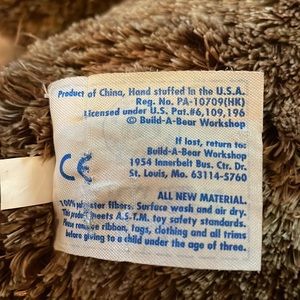 Product of China, Hand stuffed in the U.S.A.
Reg. No. PA-10709(HK)
Licensed under U.S. Pat.#6,109,196
© Build-A-Bear Workshop
If lost, return to:
Build-A-Bear Workshop
1954 Innerbelt Bus. Ctr. Dr.
St. Louis, Mo. 63114-5760
CE
ALL NEW MATERIAL.
100% polyester fibers. Surface wash and air dry.
This product meets A.S.T.M. toy safety standards.
Please remove ribbon, tags, clothing and all trims
before giving to a child under the age of three.